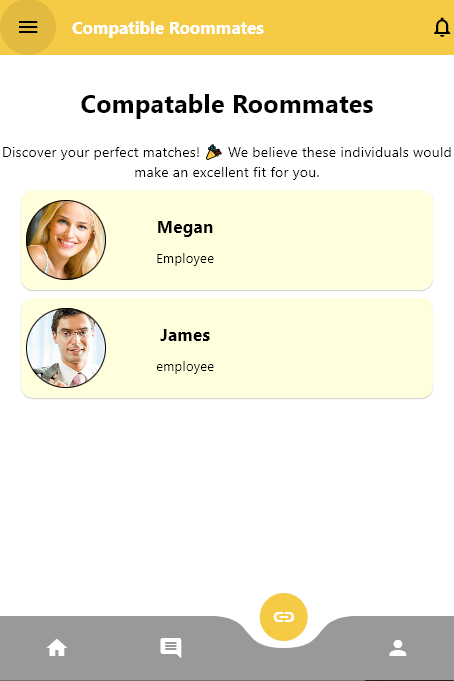 Compatible Roommates
Compatable Roommates
Discover your perfect matches! 🎉 We believe these individuals would
make an excellent fit for you.
Megan
Employee
James
employee